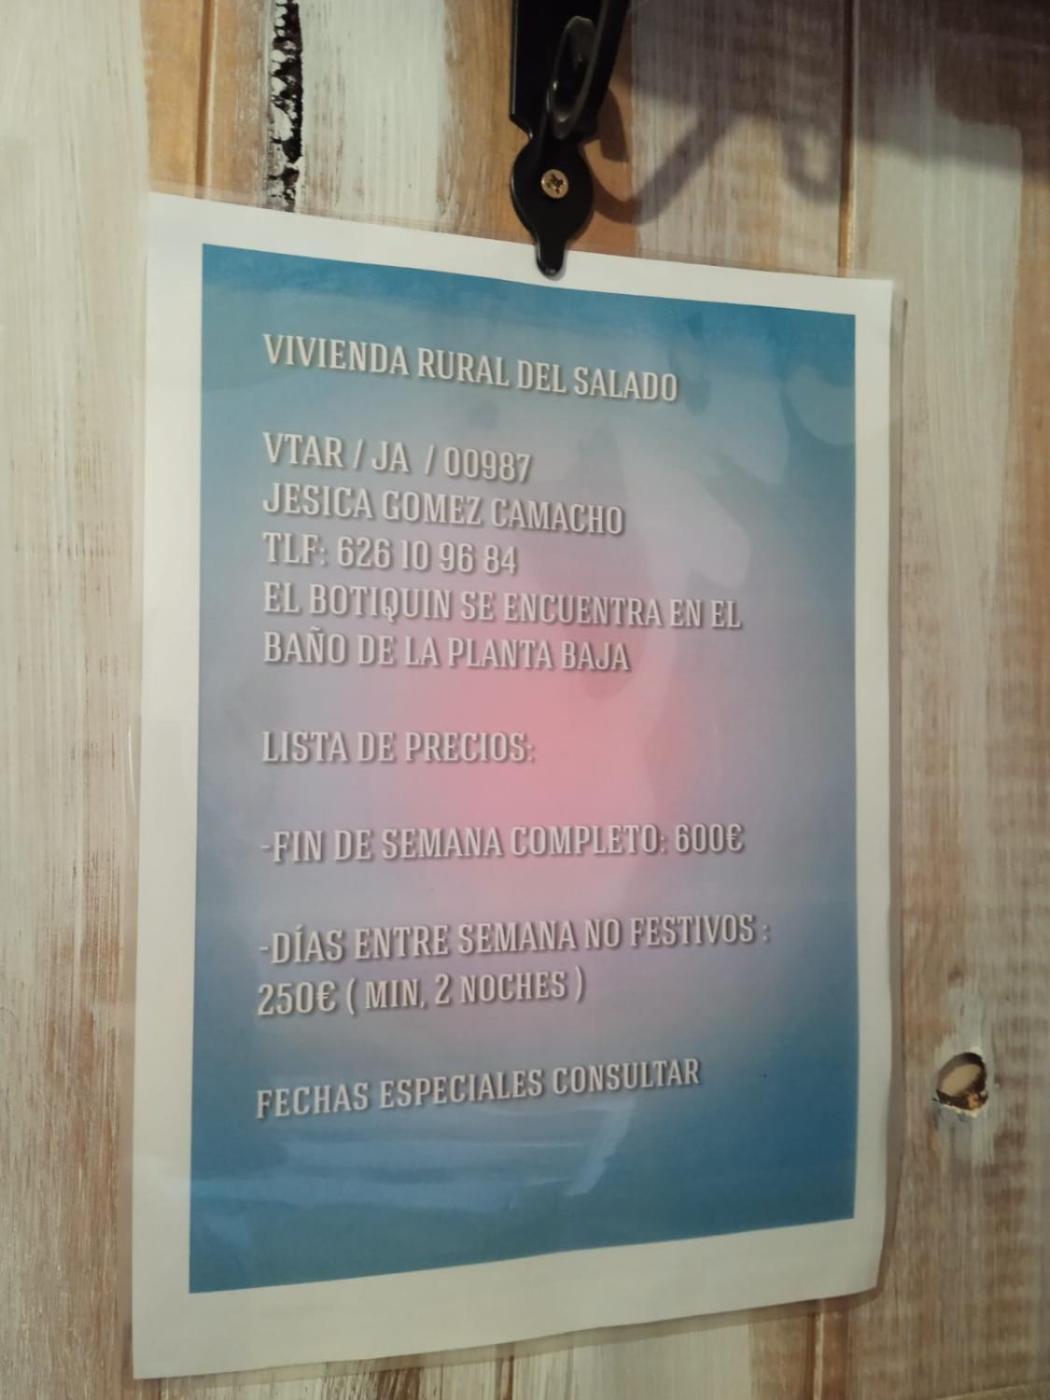 VIVIENDA RURAL DEL SALADO
VTAR / JA / 00987
JESICA GOMEZ CAMACHO
TLF: 626 10 96 84
EL BOTIQUIN SE ENCUENTRA EN EL
BAÑO DE LA PLANTA BAJA
LISTA DE PRECIOS:
-FIN DE SEMANA COMPLETO: 600€
-DÍAS ENTRE SEMANA NO FESTIVOS :
250€ ( MIN, 2 NOCHES )
FECHAS ESPECIALES CONSULTAR